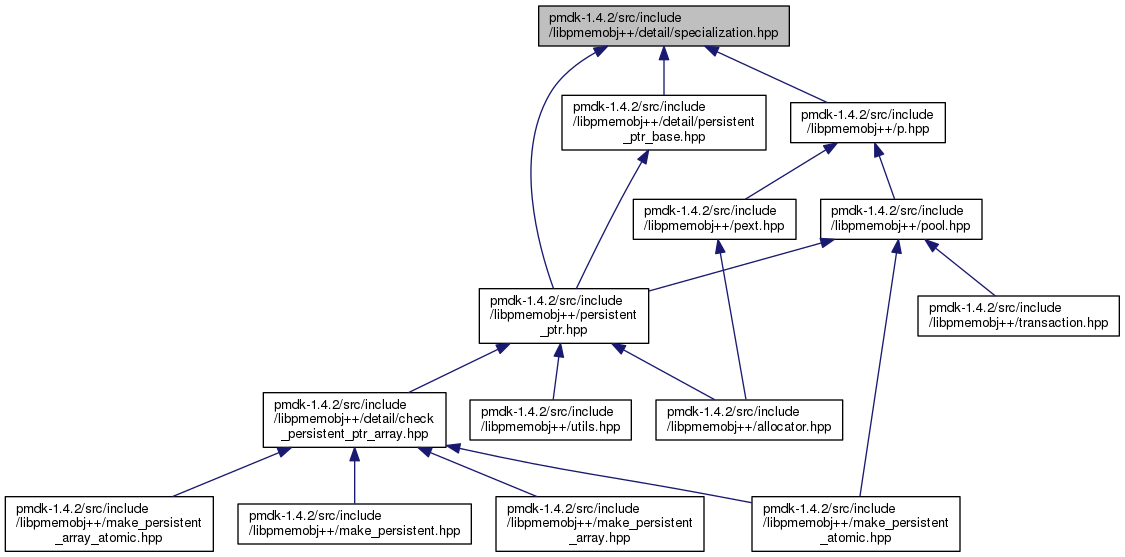 pmdk-1.4.2/src/include
/libpmemobj++/detail/specialization.hpp
pmdk-1.4.2/src/include
/libpmemobj++/detail/persistent
_ptr_base.hpp
pmdk-1.4.2/src/include
/libpmemobj++/p.hpp
pmdk-1.4.2/src/include
/libpmemobj++/pext.hpp
pmdk-1.4.2/src/include
/libpmemobj++/pool.hpp
pmdk-1.4.2/src/include
/libpmemobj++/persistent
_ptr.hpp
pmdk-1.4.2/src/include
/libpmemobj++/transaction.hpp
pmdk-1.4.2/src/include
/libpmemobj++/detail/check
_persistent_ptr_array.hpp
pmdk-1.4.2/src/include
/libpmemobj++/utils.hpp
pmdk-1.4.2/src/include
/libpmemobj++/allocator.hpp
pmdk-1.4.2/src/include
/libpmemobj++/make_persistent
_array_atomic.hpp
pmdk-1.4.2/src/include
/libpmemobj++/make_persistent.hpp
pmdk-1.4.2/src/include
/libpmemobj++/make_persistent
_array.hpp
pmdk-1.4.2/src/include
/libpmemobj++/make_persistent
_atomic.hpp